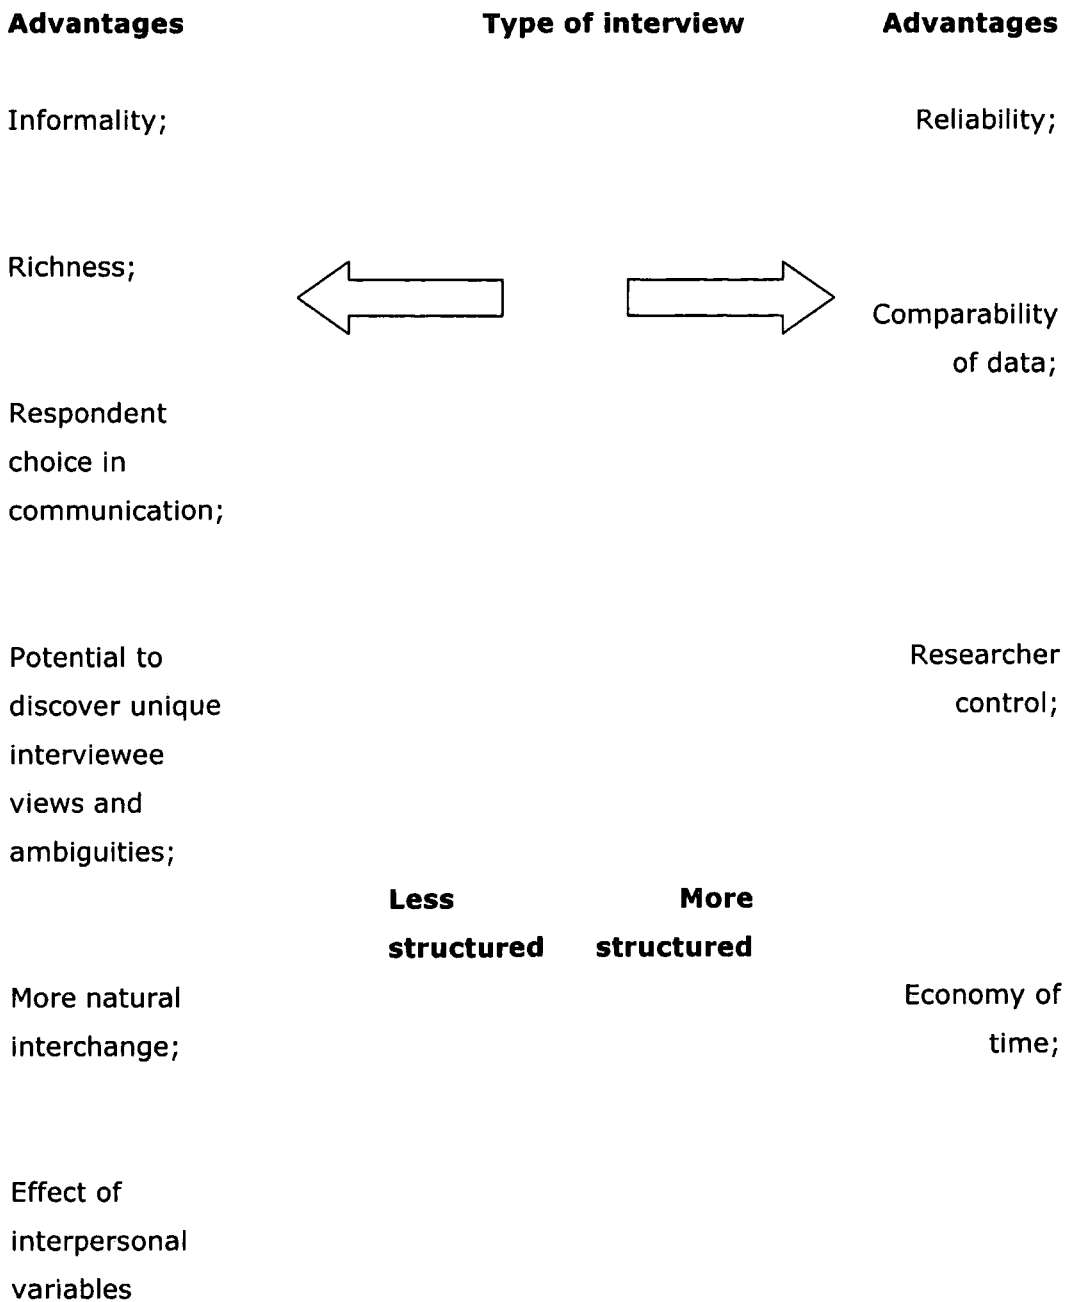 Advantages
Type of interview
Advantages
Informality;
Reliability;
Richness;
Comparability
of data;
Respondent
choice in
communication;
Potential to
discover unique
interviewee
views and
ambiguities;
Researcher
control;
Less
structured
More
structured
More natural
interchange;
Economy of
time;
Effect of
interpersonal
variables